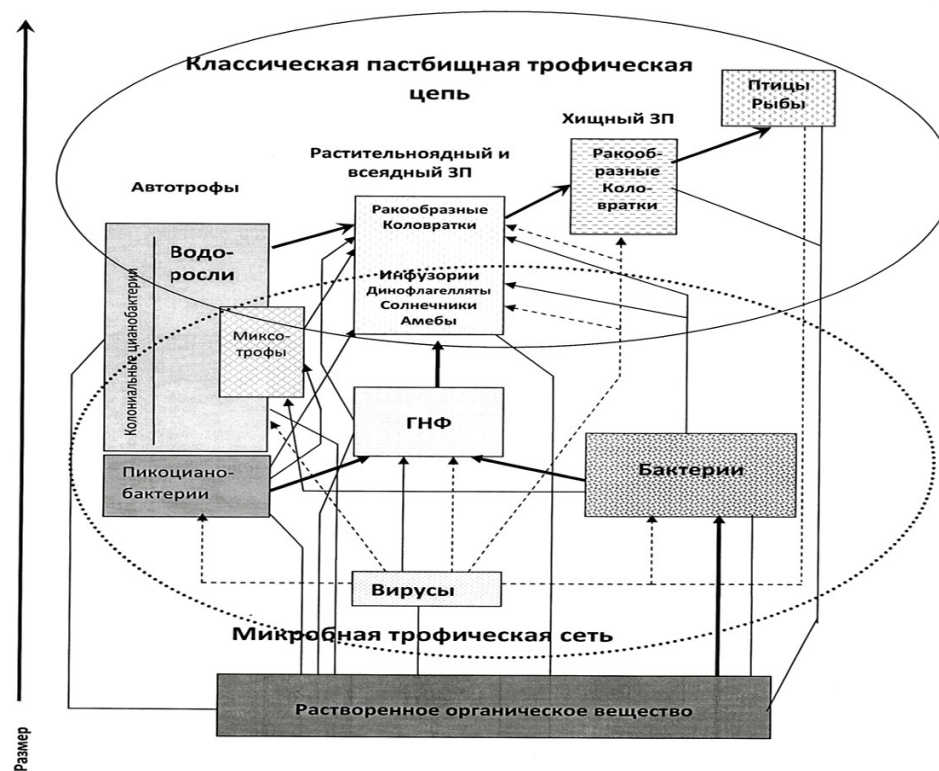 Классическая пастбищная трофическая
цепь
Птицы
Рыбы
Хищный ЗП
Ракооб-
разные
Коло-
вратки
Растительноядный и
всеядный ЗП
Автотрофы
Ракообразные
Коловратки
Инфузории
Динофлагелляты
Солнечники
Амебы
Водо-
росли
Колониальные цианобактерии
Миксо-
трофы
ГНФ
Бактерии
Пикоциано-
бактерии
Вирусы
Микробная трофическая сеть
Растворенное органическое вещество
Размер